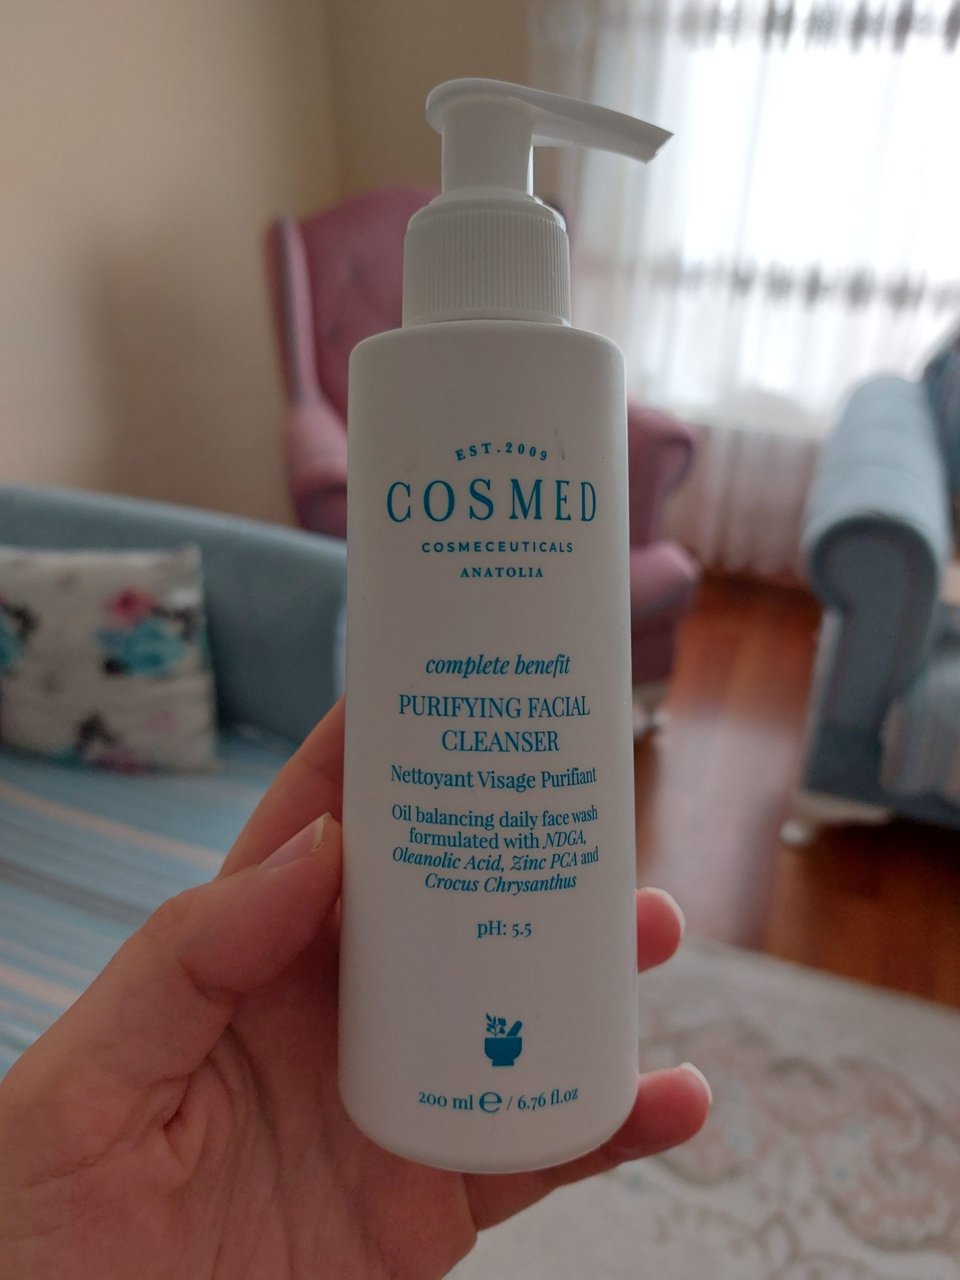 EST.2009
COSMED
COSMECEUTICALS
ANATOLIA
complete benefit
PURIFYING FACIAL
CLEANSER
Nettoyant Visage Purifiant
Oil balancing daily face wash
formulated with NDGA,
Oleanolic Acid, Zinc PCA and
Crocus Chrysanthus
pH: 5.5
200 ml ℮ / 6.76 fl.oz